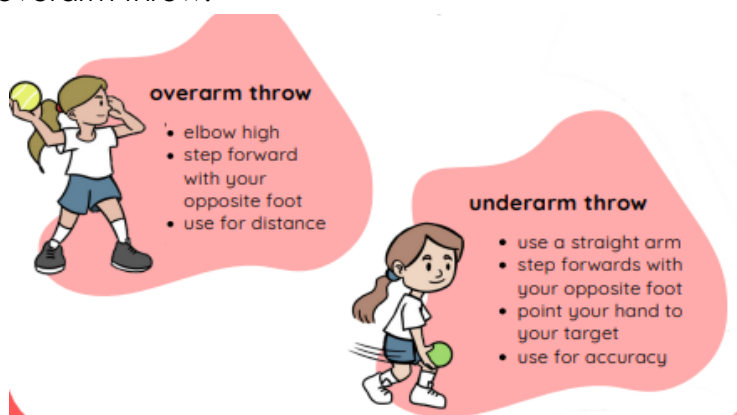 overarm throw
• elbow high
• step forward
with your
opposite foot
• use for distance
underarm throw
• use a straight arm
• step forwards with
your opposite foot
• point your hand to
your target
• use for accuracy